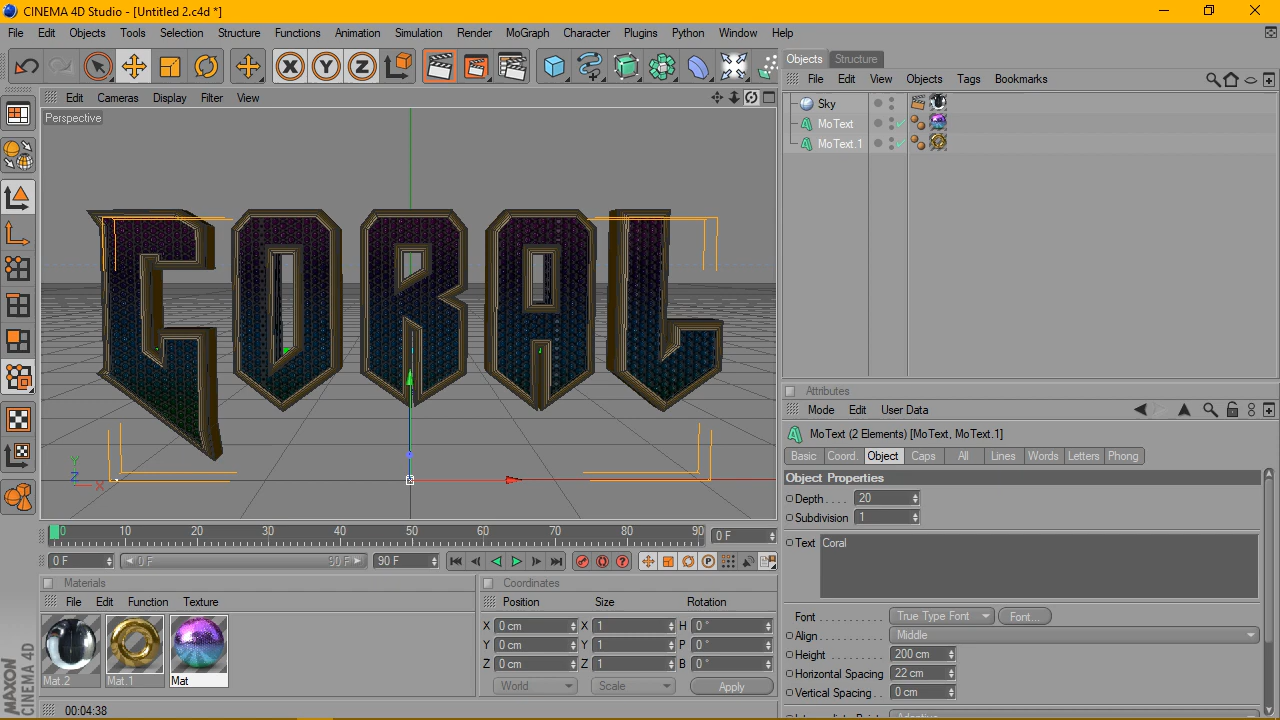 CINEMA 4D Studio - [Untitled 2.c4d *]
File Edit Objects Tools Selection Structure Functions Animation Simulation Render MoGraph Character Plugins Python Window Help
Objects Structure
File Edit View Objects Tags Bookmarks
Edit Cameras Display Filter View
Perspective
Sky
MoText
MoText.1
CORAL
Y
Z
X
Attributes
Mode Edit User Data
MoText (2 Elements) [MoText, MoText.1]
Basic Coord. Object Caps All Lines Words Letters Phong
Object Properties
Depth.... 20
Subdivision 1
Text Coral
Font.......... True Type Font Font...
Align......... Middle
Height........ 200 cm
Horizontal Spacing 22 cm
Vertical Spacing.. 0 cm
0 10 20 30 40 50 60 70 80 90 0 F
0 F 0 F 90 F 90 F
Materials
File Edit Function Texture
Mat.2 Mat.1 Mat
Coordinates
Position Size Rotation
X 0 cm X 1 H 0 °
Y 0 cm Y 1 P 0 °
Z 0 cm Z 1 B 0 °
World Scale Apply
MAXON
CINEMA 4D
00:04:38